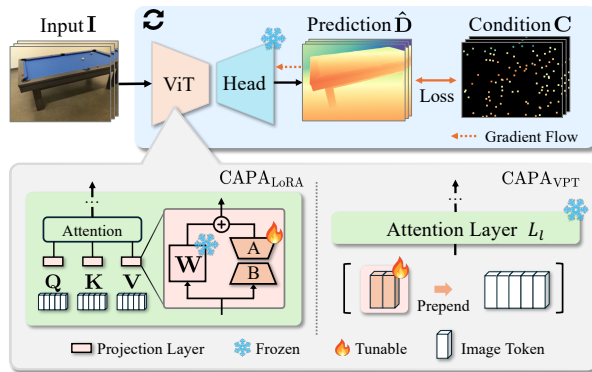 Input I
Prediction D̂
Condition C
ViT
Head
Loss
Gradient Flow
CAPA_LoRA
CAPA_VPT
Attention
Attention Layer L_l
W
A
B
Q
K
V
Prepend
Projection Layer
Frozen
Tunable
Image Token